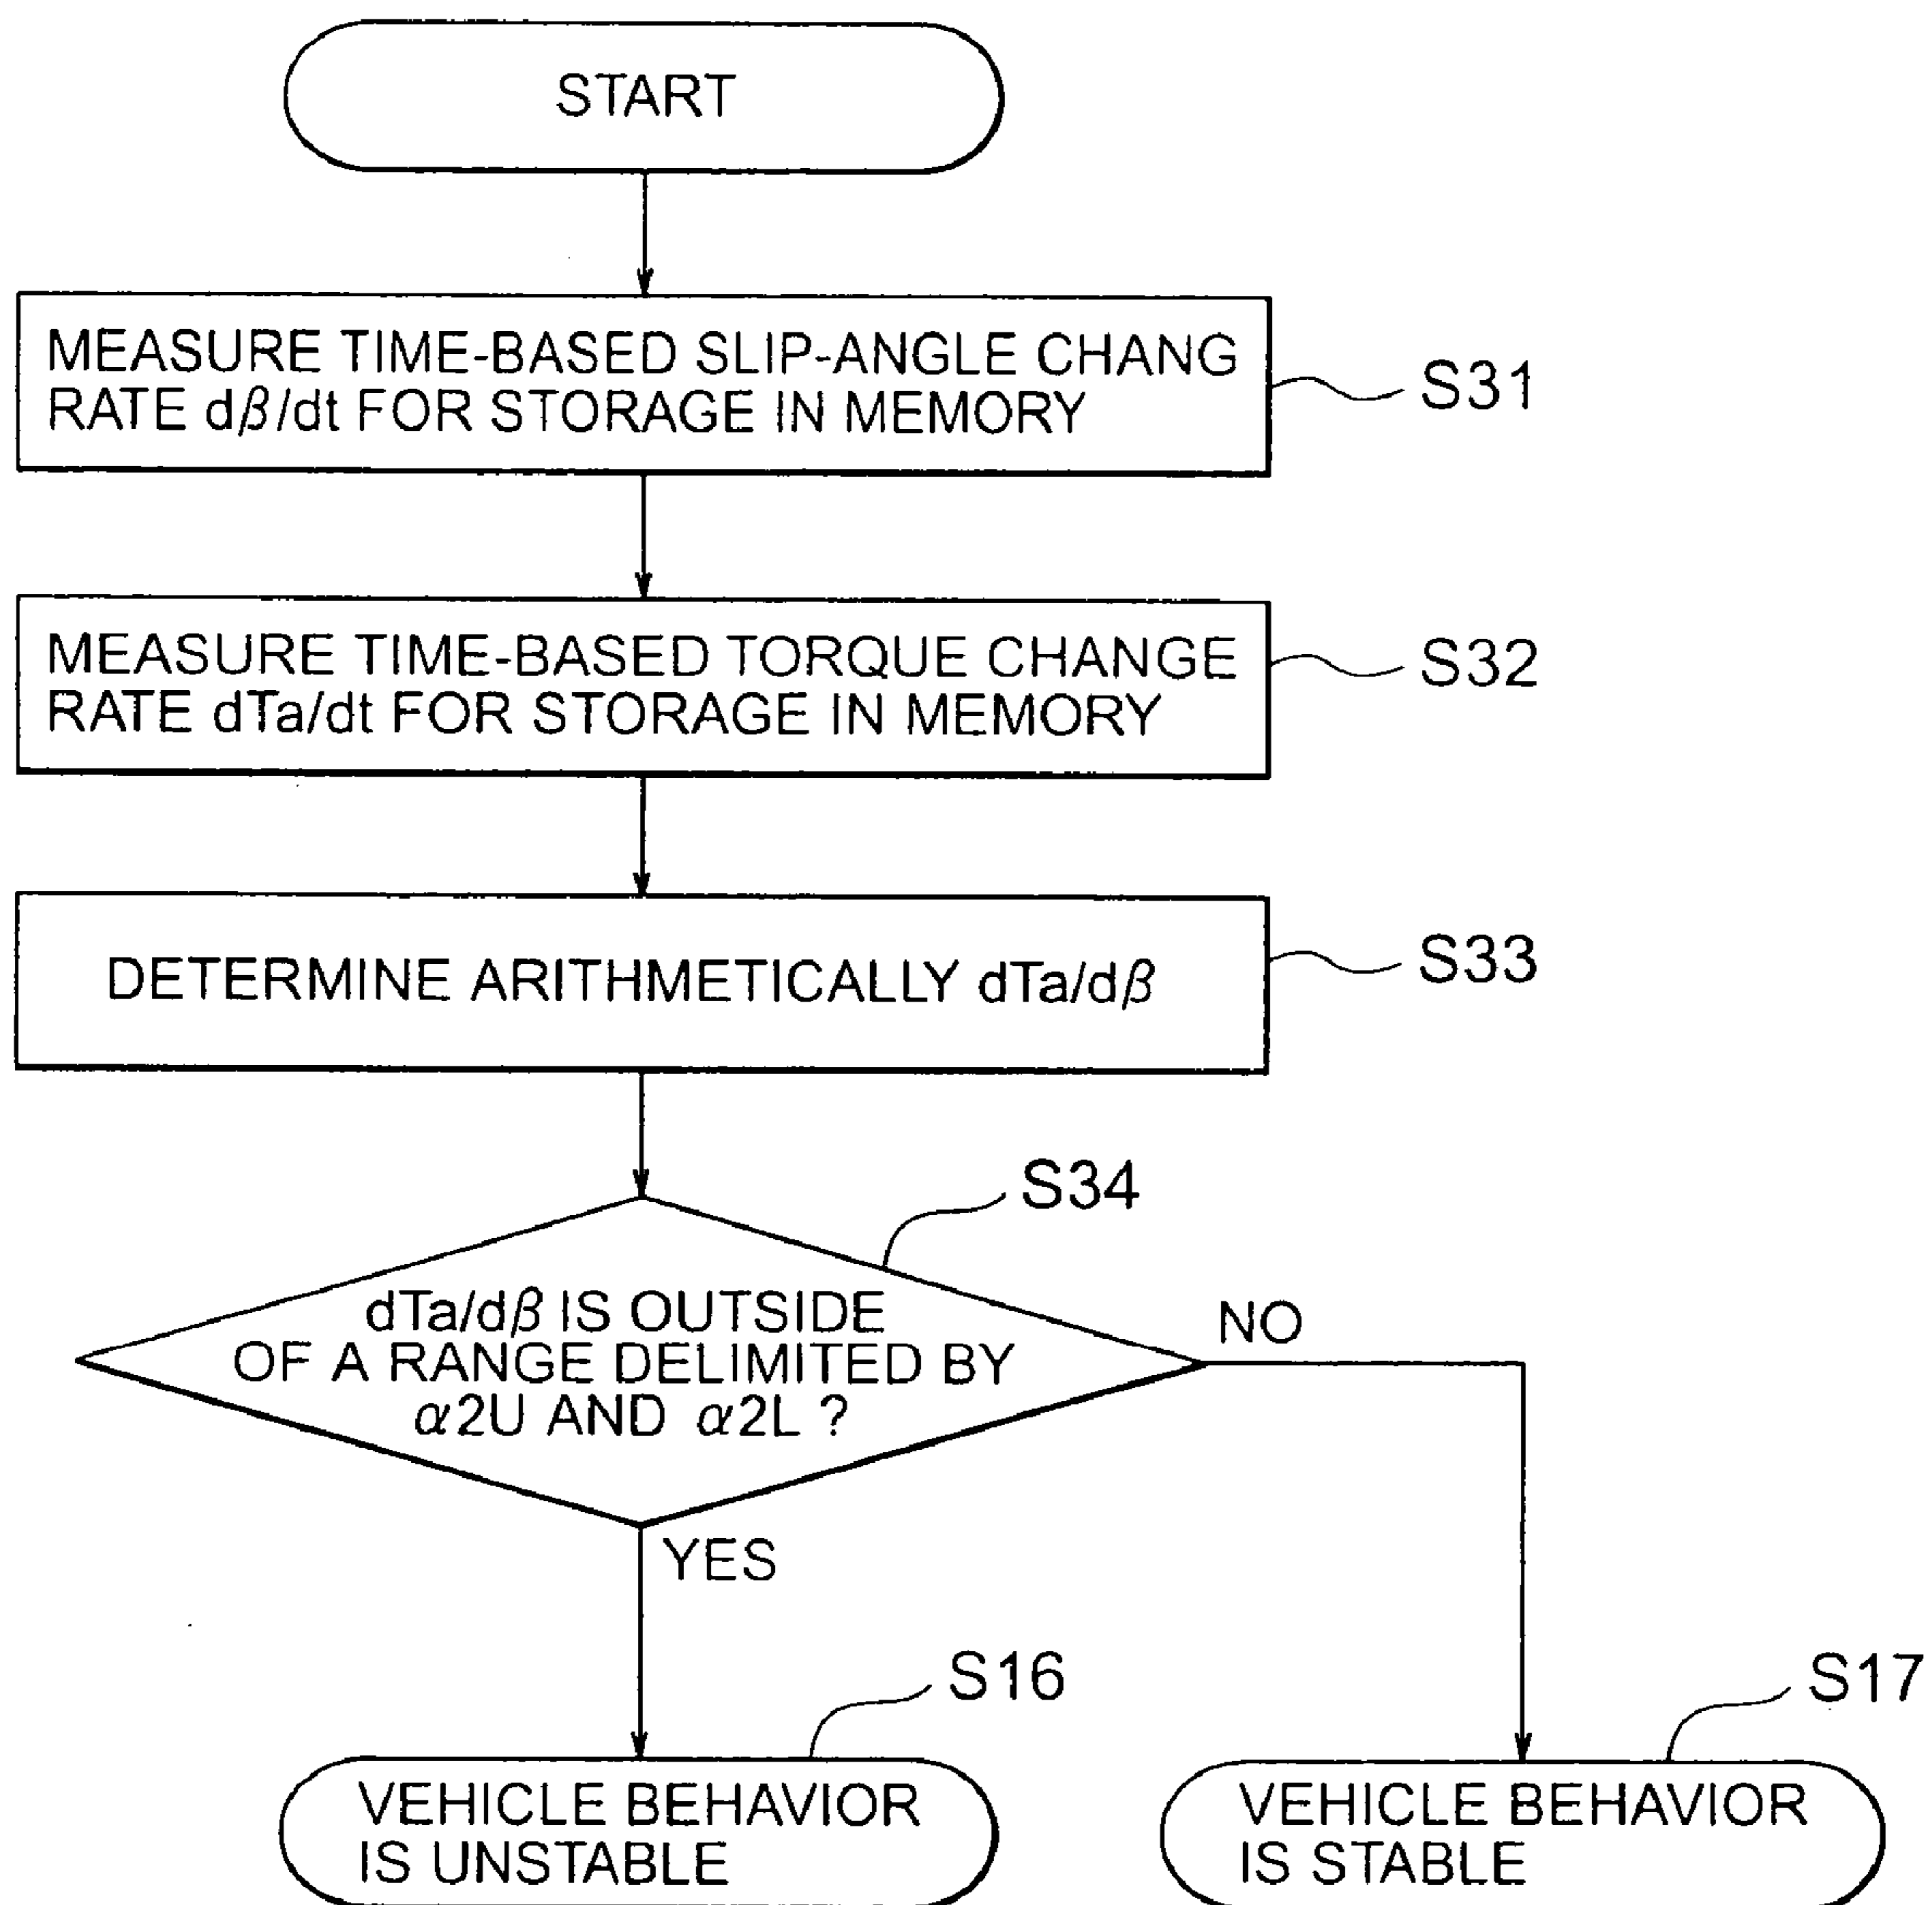 START
MEASURE TIME-BASED SLIP-ANGLE CHANG
RATE dβ/dt FOR STORAGE IN MEMORY
S31
MEASURE TIME-BASED TORQUE CHANGE
RATE dTa/dt FOR STORAGE IN MEMORY
S32
DETERMINE ARITHMETICALLY dTa/dβ
S33
S34
dTa/dβ IS OUTSIDE
OF A RANGE DELIMITED BY
α2U AND α2L ?
NO
YES
S16
S17
VEHICLE BEHAVIOR
IS UNSTABLE
VEHICLE BEHAVIOR
IS STABLE